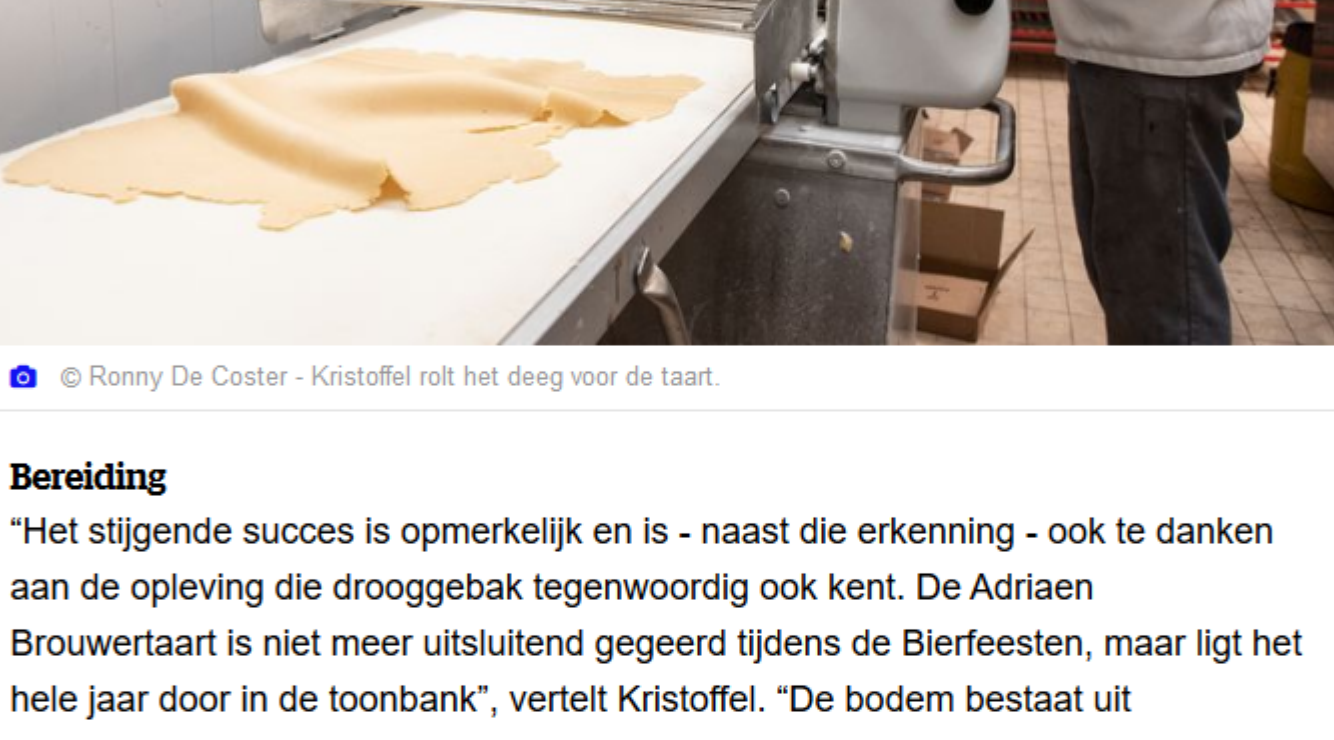 © Ronny De Coster - Kristoffel rolt het deeg voor de taart.
Bereiding
“Het stijgende succes is opmerkelijk en is - naast die erkenning - ook te danken
aan de opleving die drooggebak tegenwoordig ook kent. De Adriaen
Brouwertaart is niet meer uitsluitend gegeerd tijdens de Bierfeesten, maar ligt het
hele jaar door in de toonbank”, vertelt Kristoffel. “De bodem bestaat uit